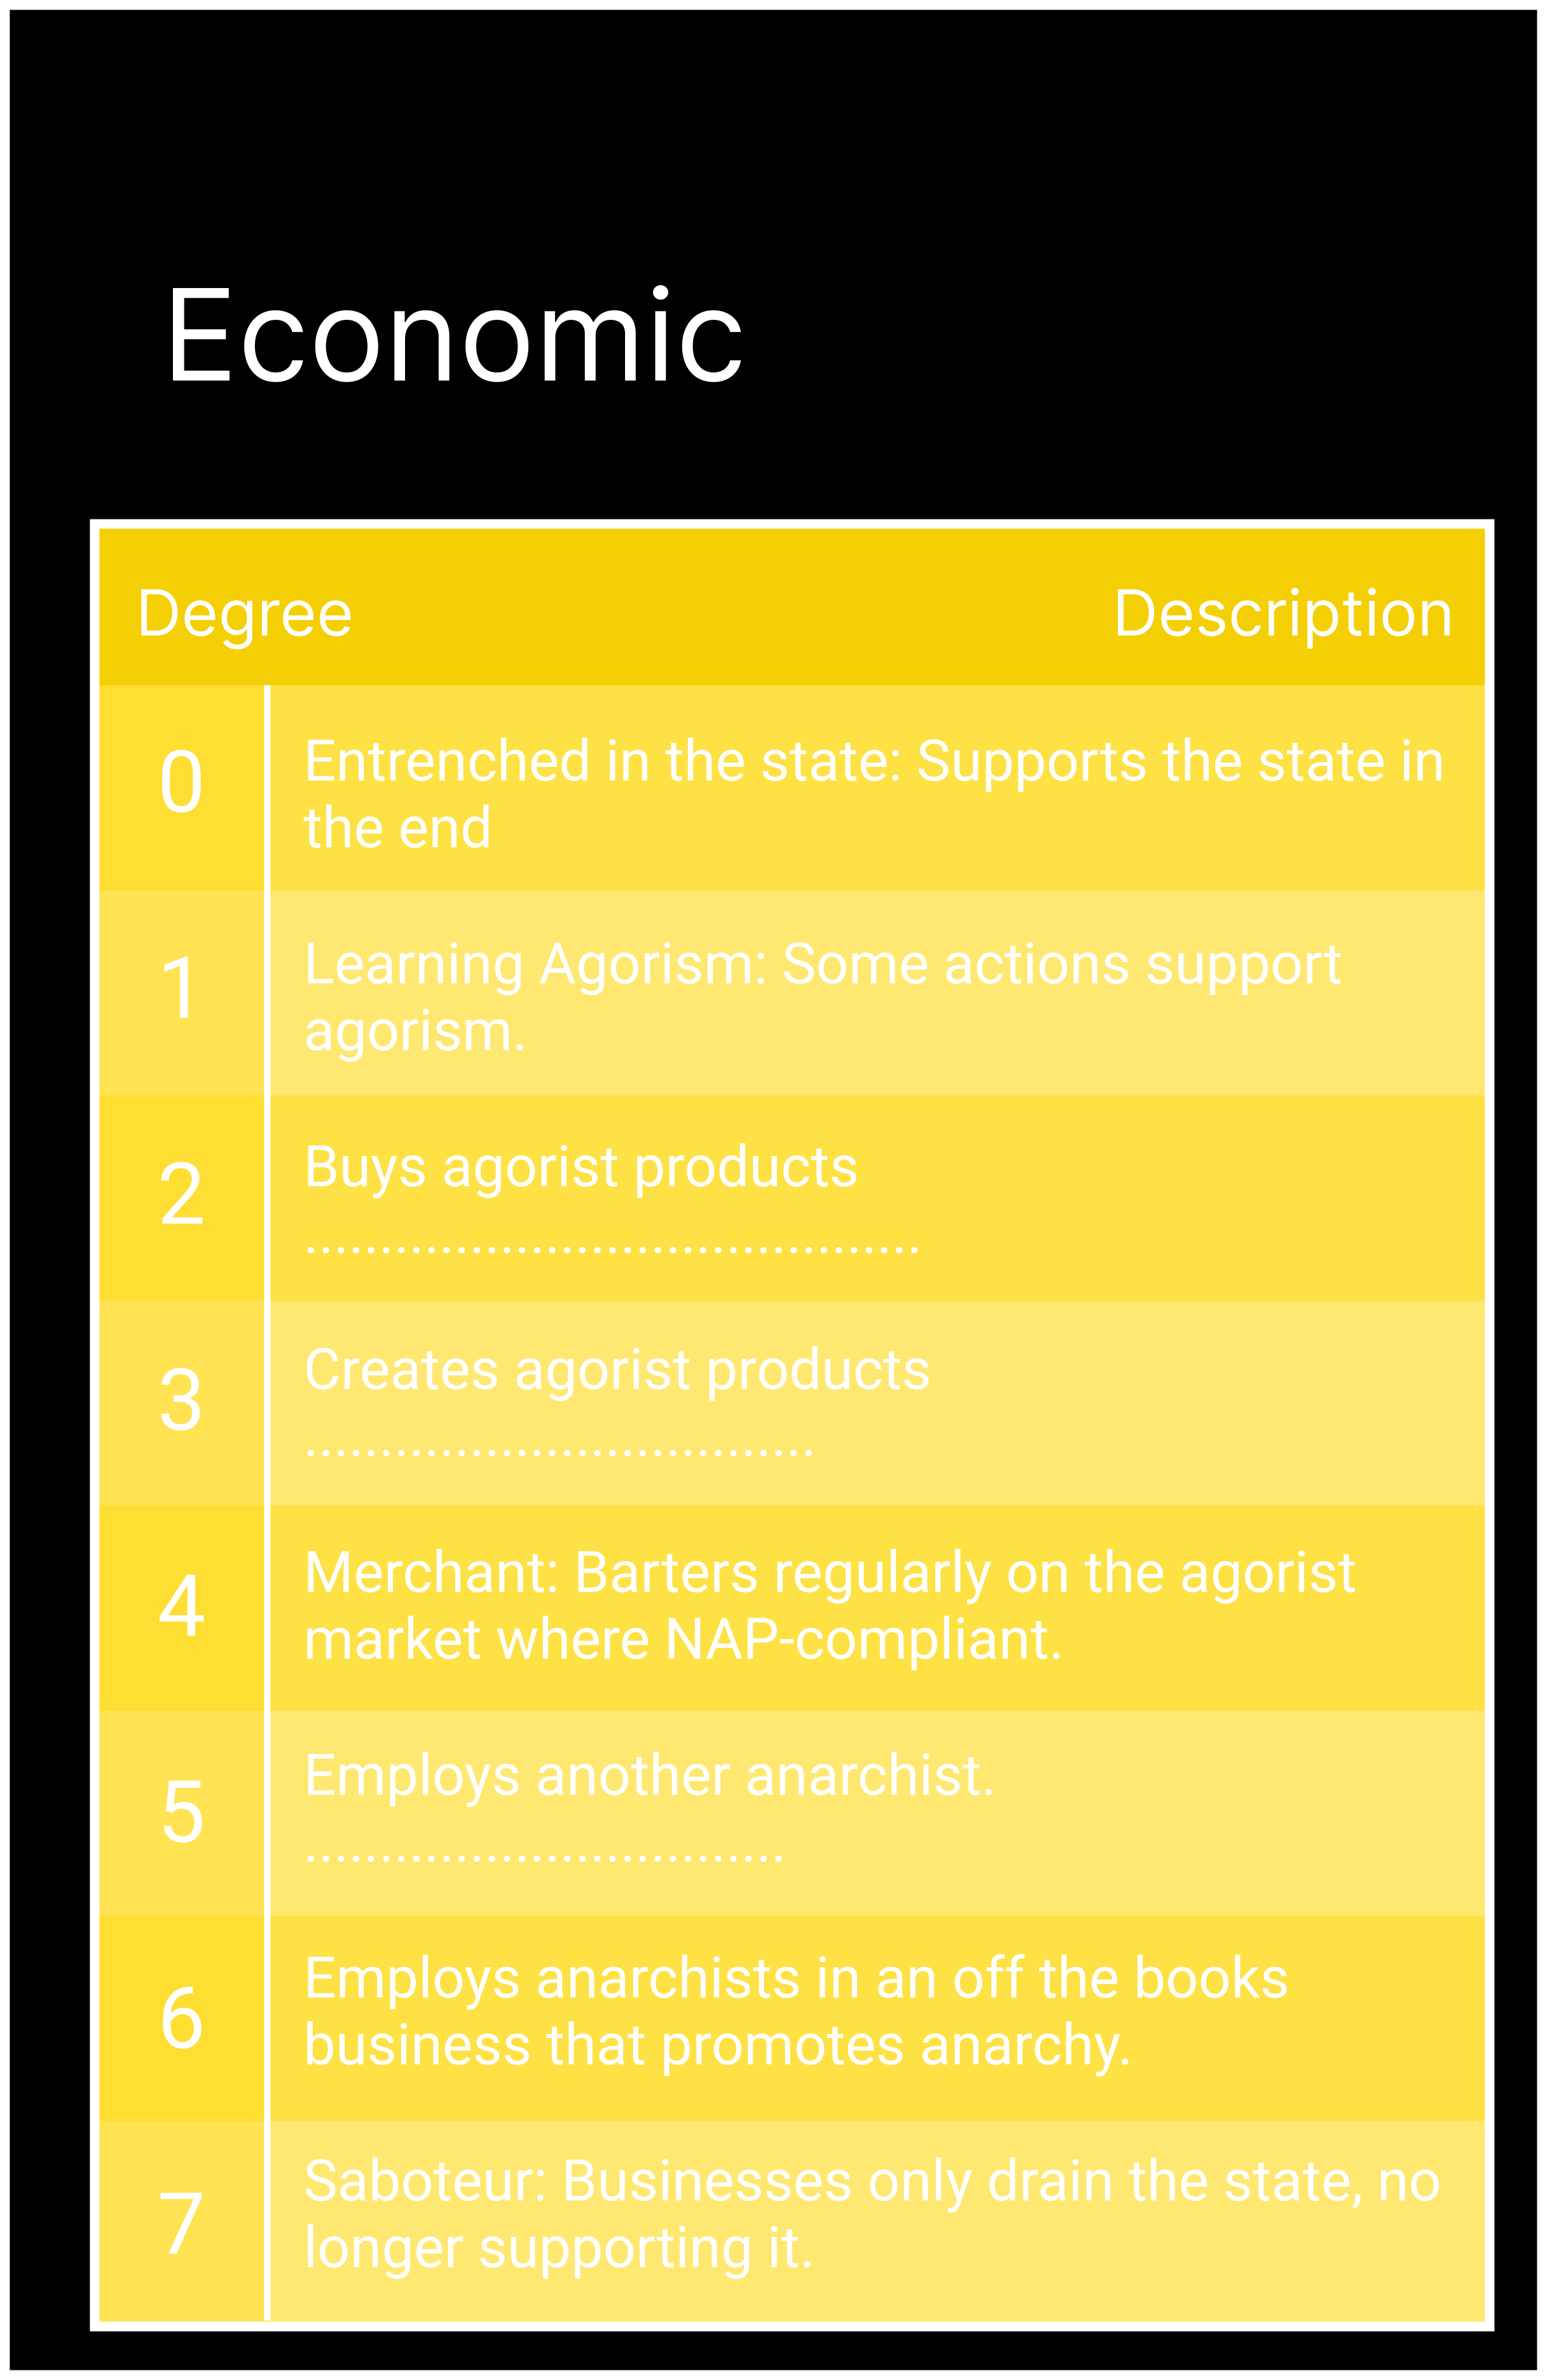 Economic
Degree Description
0 Entrenched in the state: Supports the state in
the end
1 Learning Agorism: Some actions support
agorism.
2 Buys agorist products
.........................................
3 Creates agorist products
..................................
4 Merchant: Barters regularly on the agorist
market where NAP-compliant.
5 Employs another anarchist.
................................
6 Employs anarchists in an off the books
business that promotes anarchy.
7 Saboteur: Businesses only drain the state, no
longer supporting it.